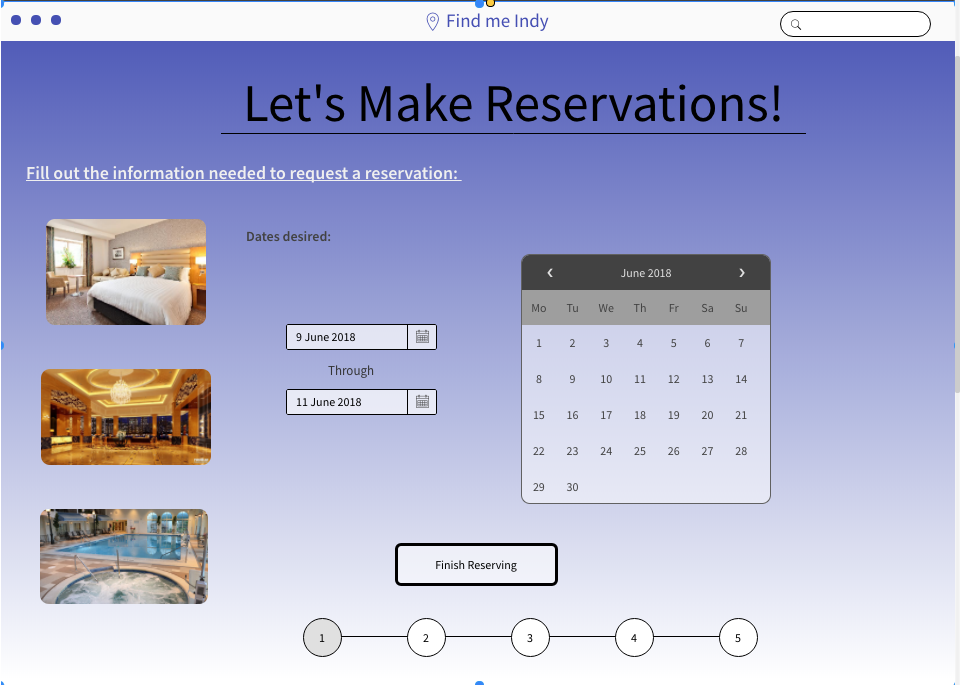 Find me Indy
Let's Make Reservations!
Fill out the information needed to request a reservation:
Dates desired:
June 2018
Mo Tu We Th Fr Sa Su
1 2 3 4 5 6 7
8 9 10 11 12 13 14
15 16 17 18 19 20 21
22 23 24 25 26 27 28
29 30
9 June 2018
Through
11 June 2018
Finish Reserving
1 2 3 4 5